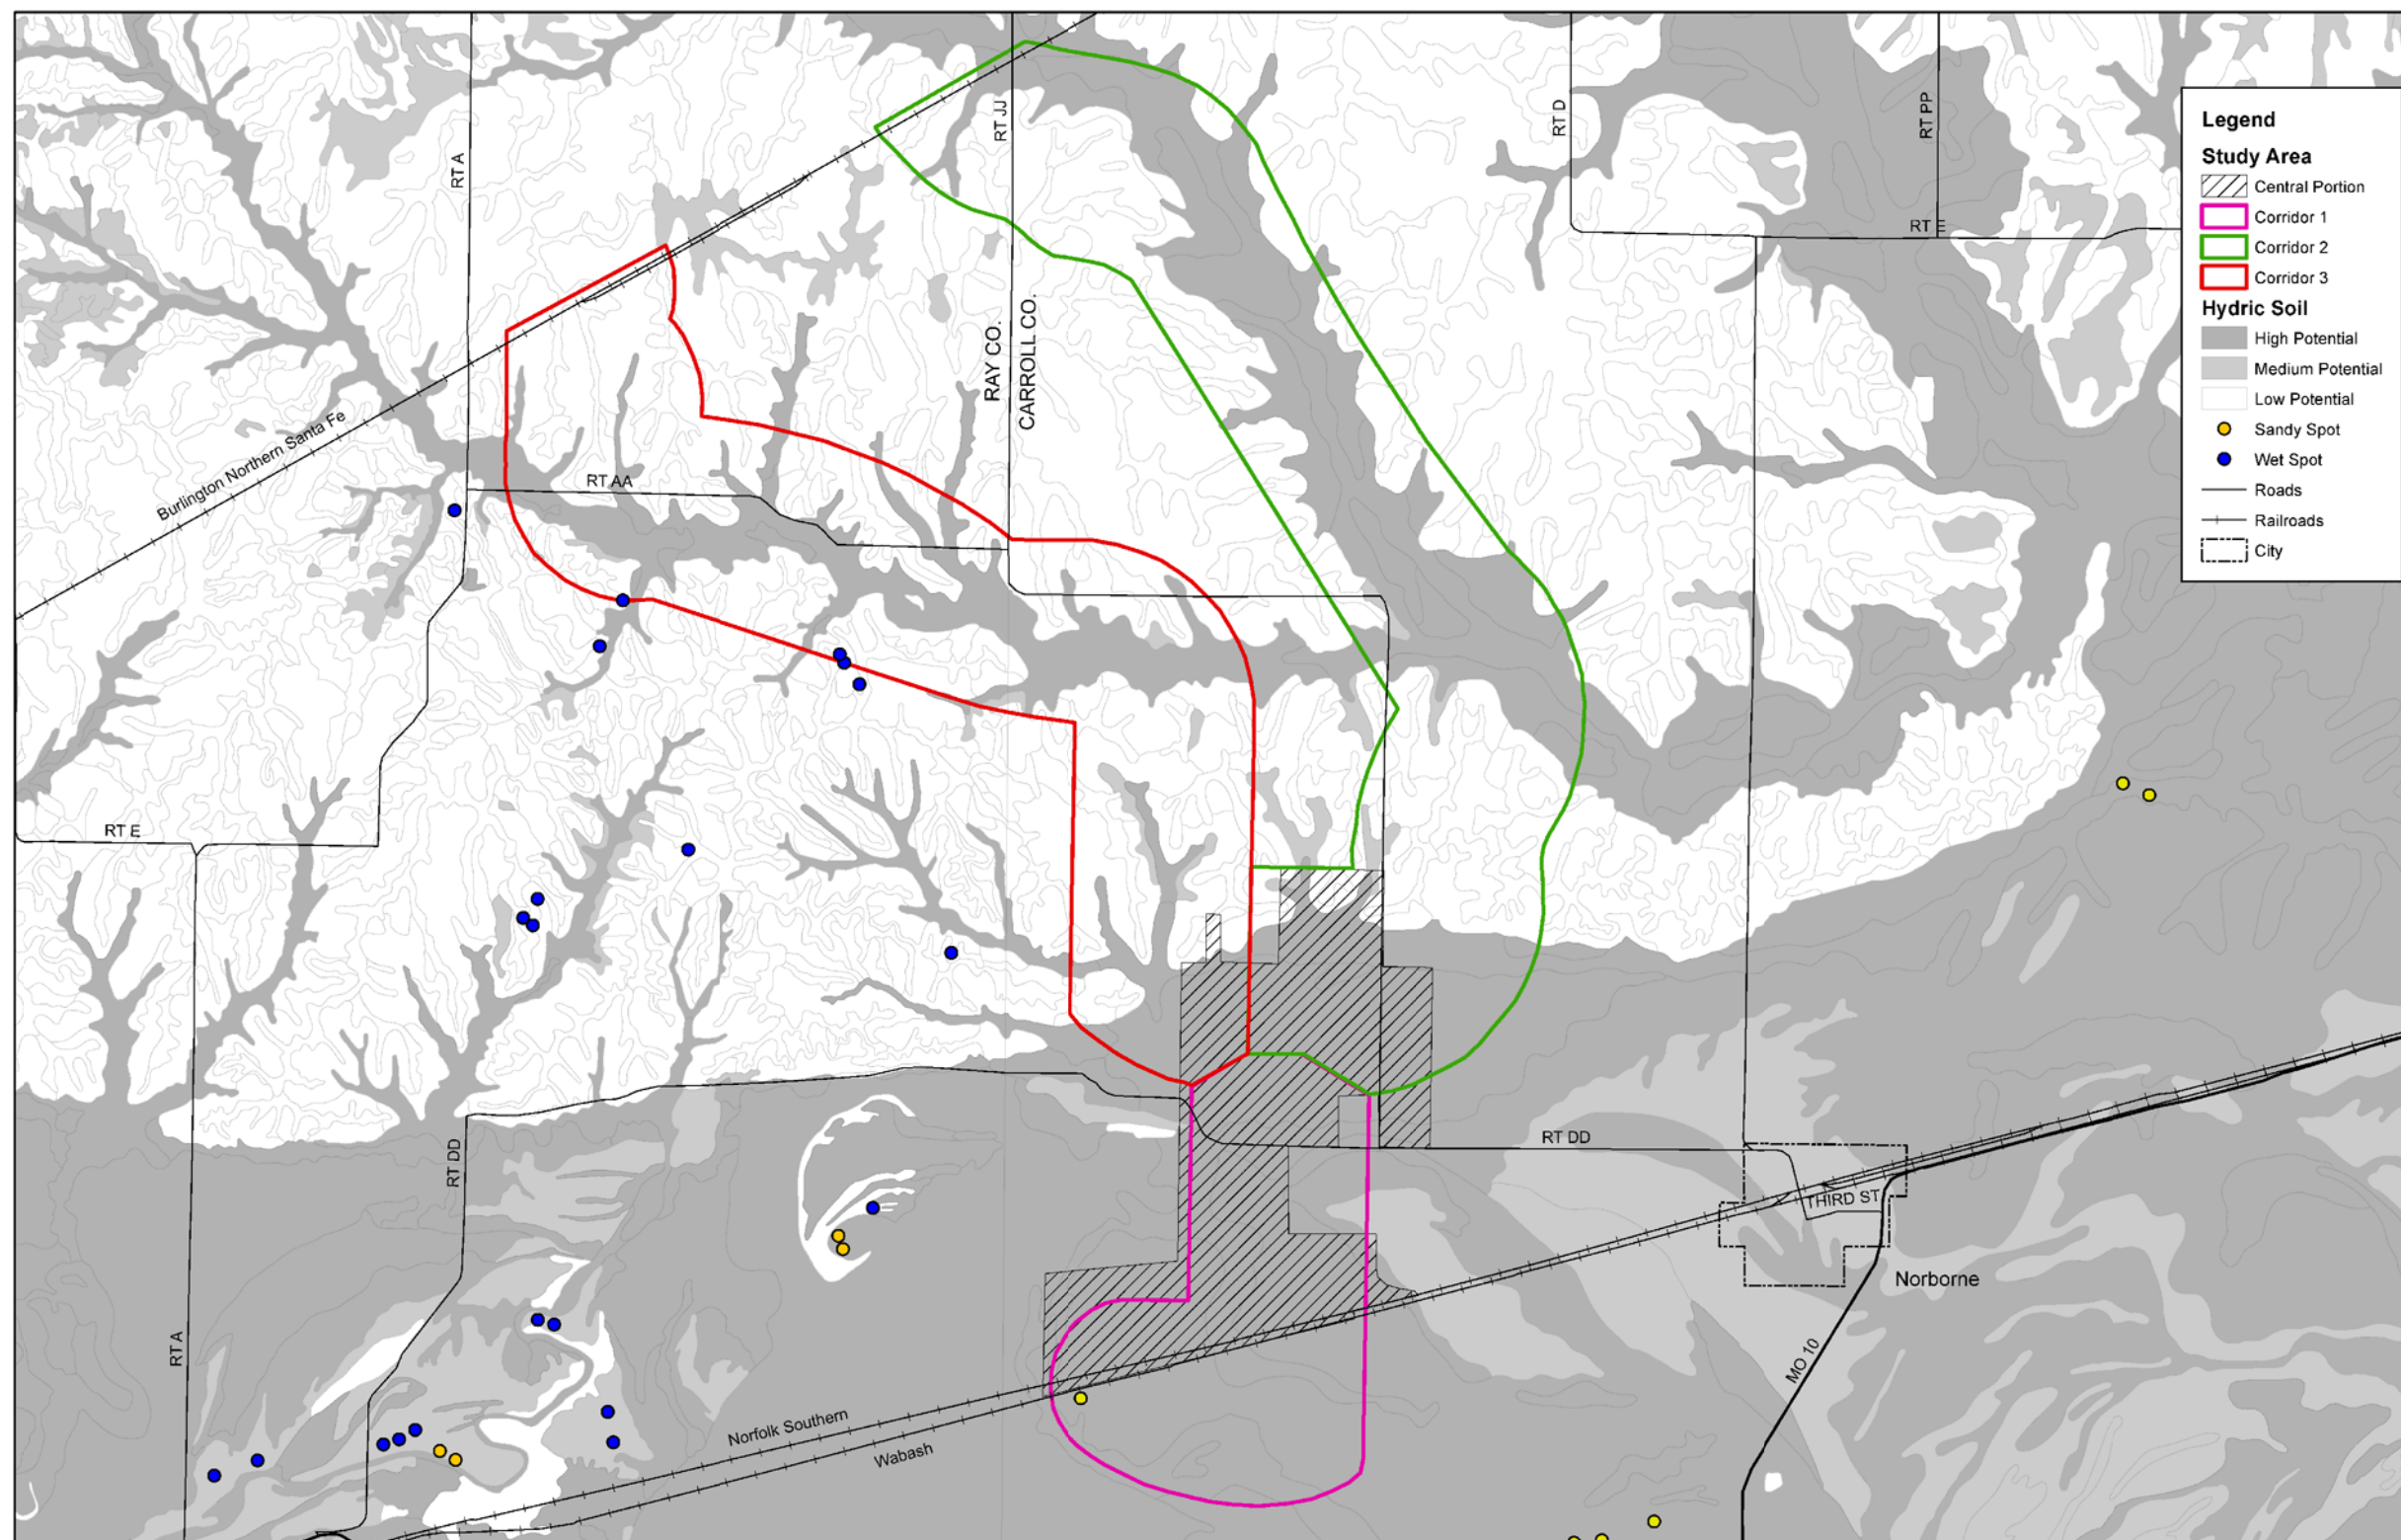 RT A
RT JJ
RT D
RT PP
RT E
Legend
Study Area
Central Portion
Corridor 1
Corridor 2
Corridor 3
Hydric Soil
High Potential
Medium Potential
Low Potential
Sandy Spot
Wet Spot
Roads
Railroads
City
RAY CO.
CARROLL CO.
Burlington Northern Santa Fe
RT AA
RT E
RT DD
RT DD
THIRD ST
Norborne
RT A
MO 10
Norfolk Southern
Wabash